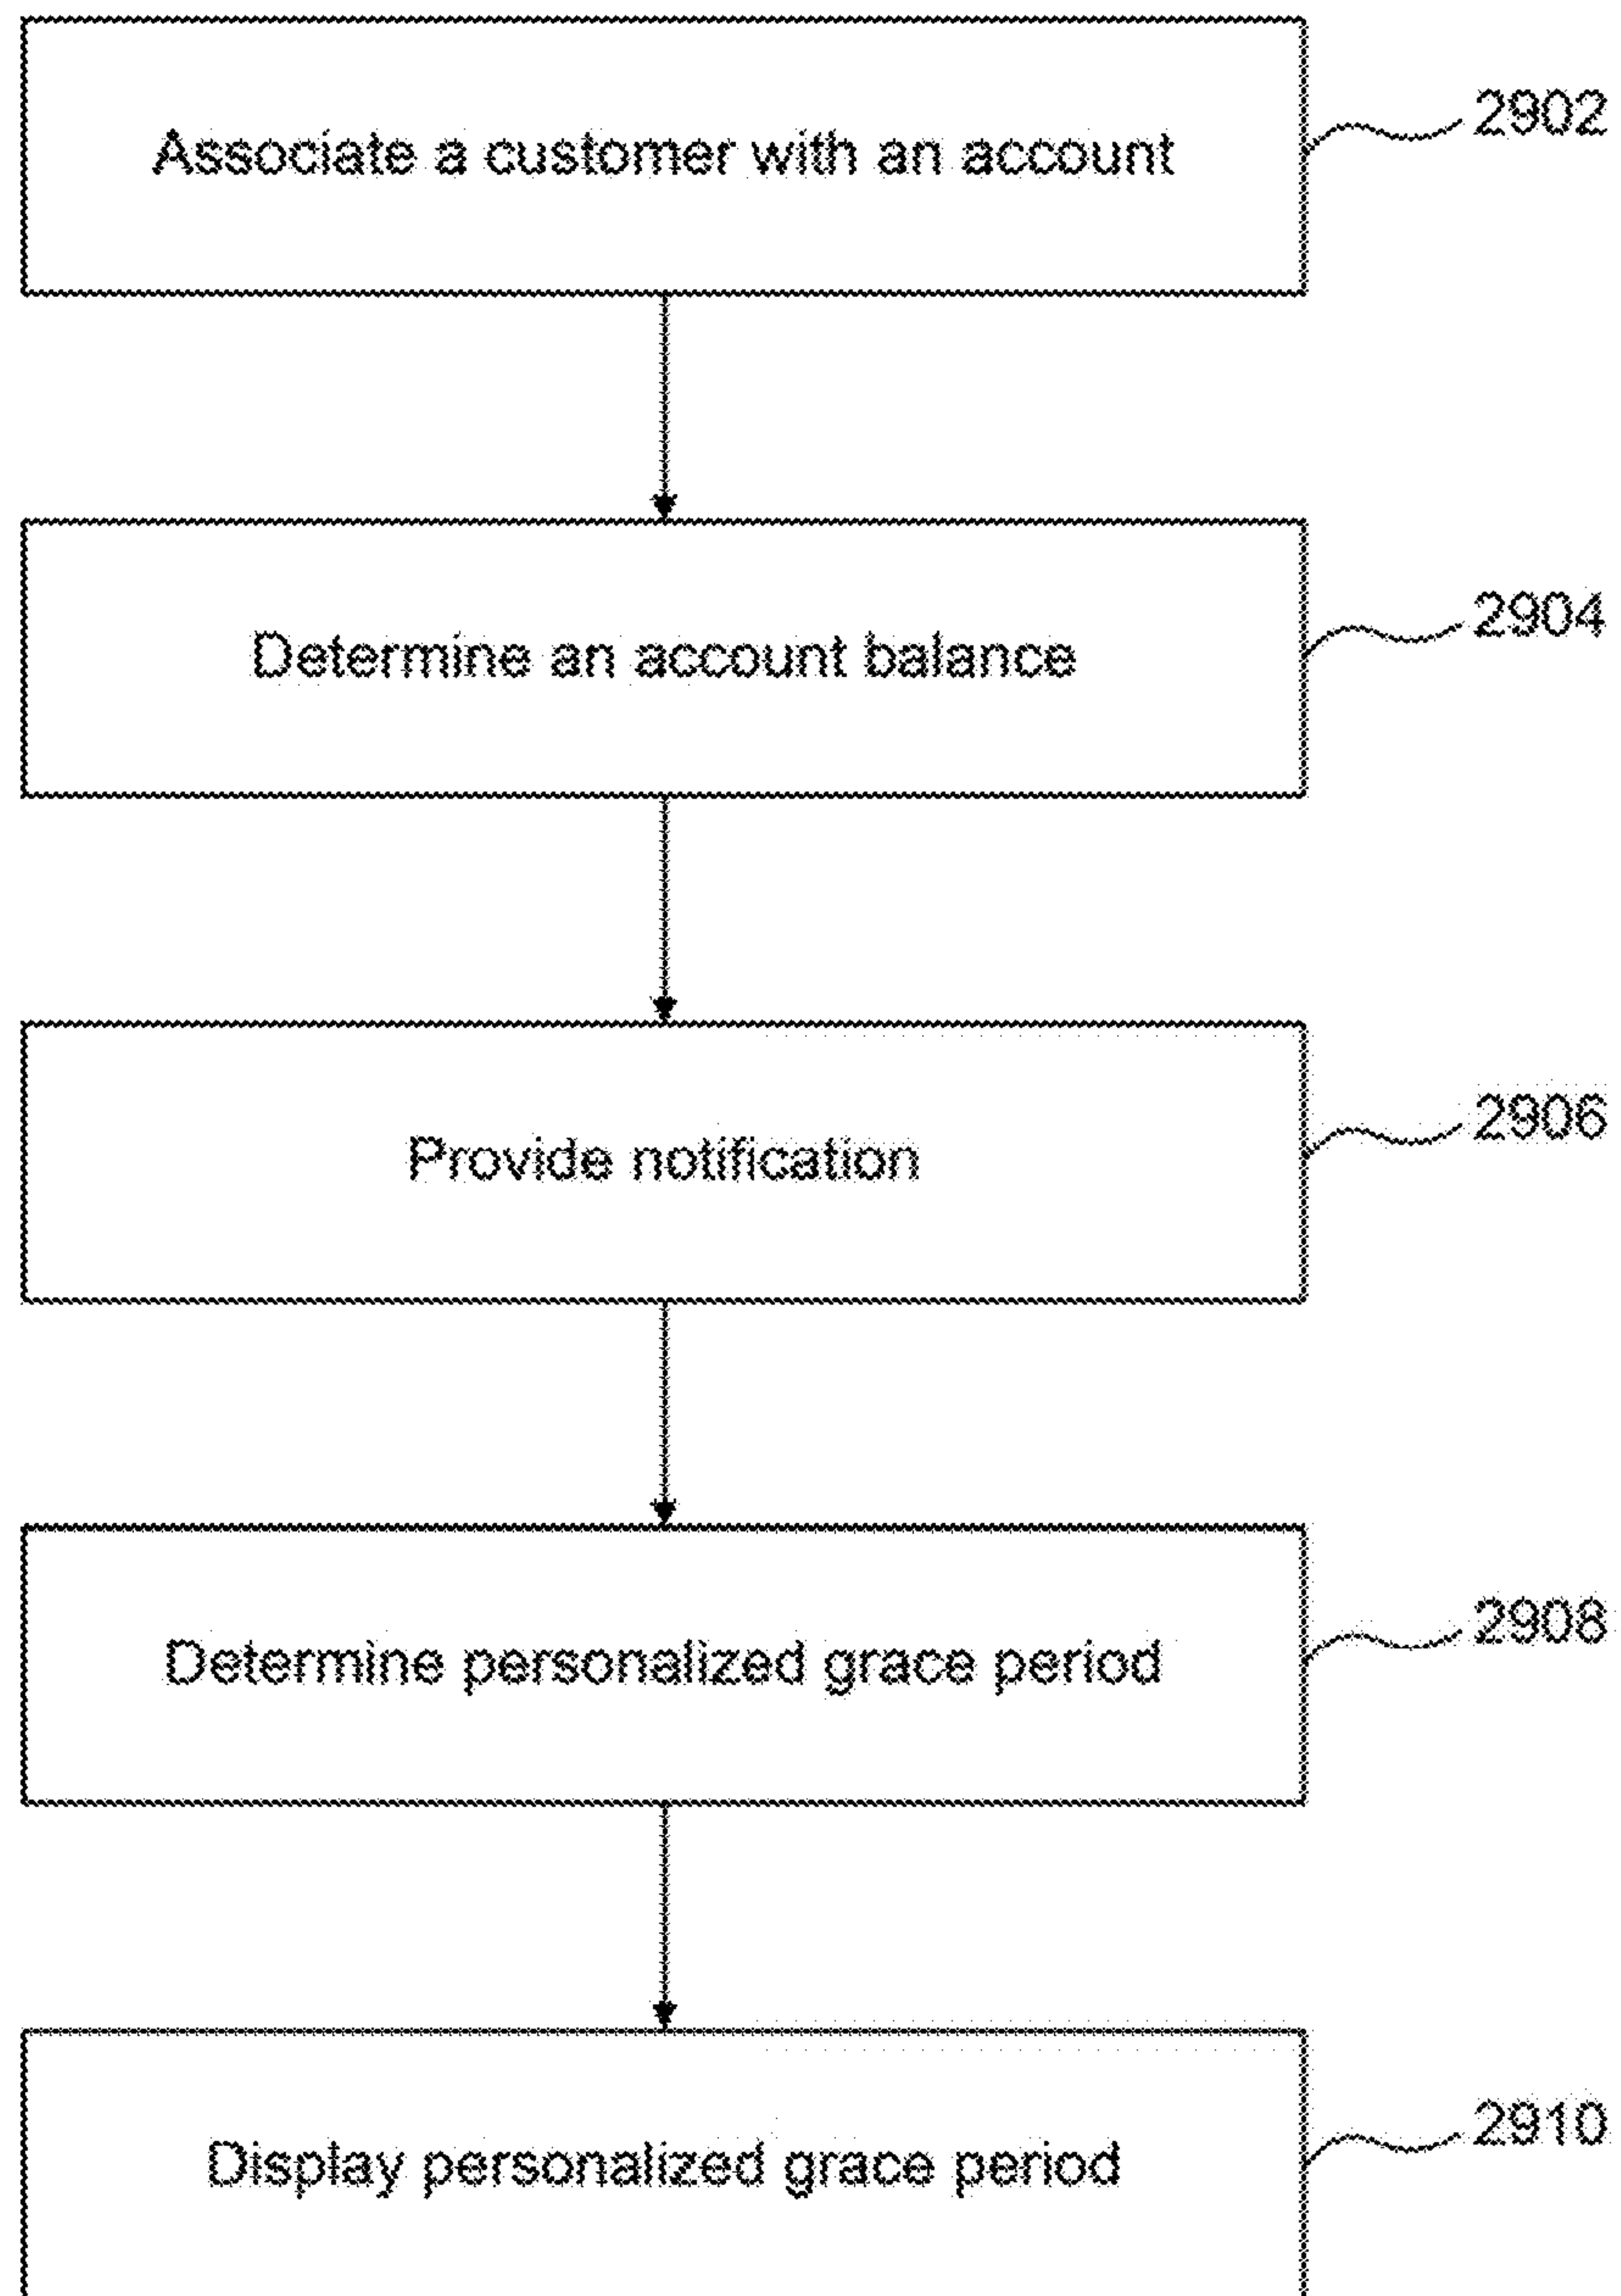 Associate a customer with an account
2902
Determine an account balance
2904
Provide notification
2906
Determine personalized grace period
2908
Display personalized grace period
2910